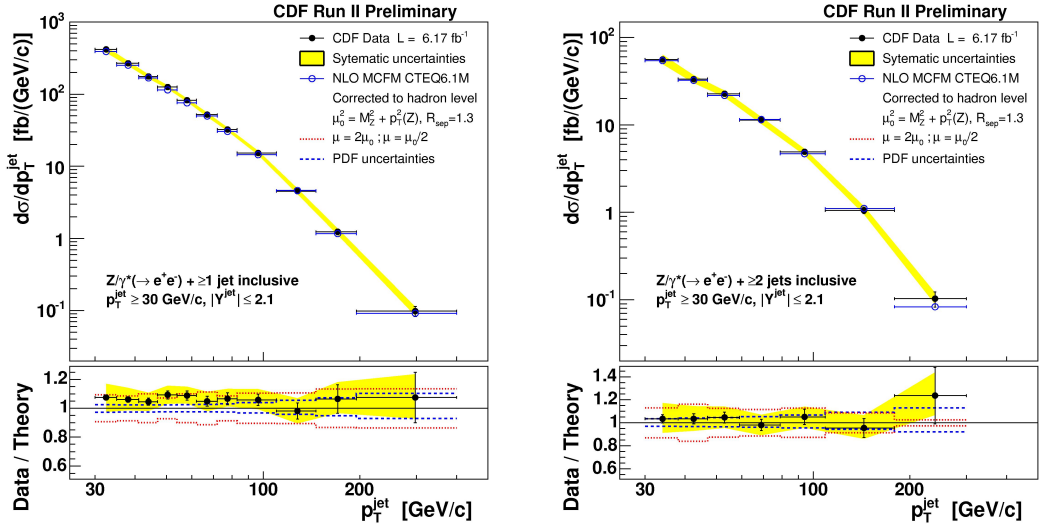 CDF Run II Preliminary
dσ/dp_T^jet [fb/(GeV/c)]
10³
10²
10
1
10⁻¹
CDF Data L = 6.17 fb⁻¹
Sytematic uncertainties
NLO MCFM CTEQ6.1M
Corrected to hadron level
μ₀² = M_Z² + p_T²(Z), R_sep=1.3
μ = 2μ₀ ; μ = μ₀/2
PDF uncertainties
Z/γ*(→ e⁺e⁻) + ≥1 jet inclusive
p_T^jet ≥ 30 GeV/c, |Y^jet| ≤ 2.1
Data / Theory
1.2
1
0.8
0.6
30 100 200
p_T^jet [GeV/c]
CDF Run II Preliminary
dσ/dp_T^jet [fb/(GeV/c)]
10²
10
1
10⁻¹
CDF Data L = 6.17 fb⁻¹
Sytematic uncertainties
NLO MCFM CTEQ6.1M
Corrected to hadron level
μ₀² = M_Z² + p_T²(Z), R_sep=1.3
μ = 2μ₀ ; μ = μ₀/2
PDF uncertainties
Z/γ*(→ e⁺e⁻) + ≥2 jets inclusive
p_T^jet ≥ 30 GeV/c, |Y^jet| ≤ 2.1
Data / Theory
1.4
1.2
1
0.8
0.6
30 100 200
p_T^jet [GeV/c]